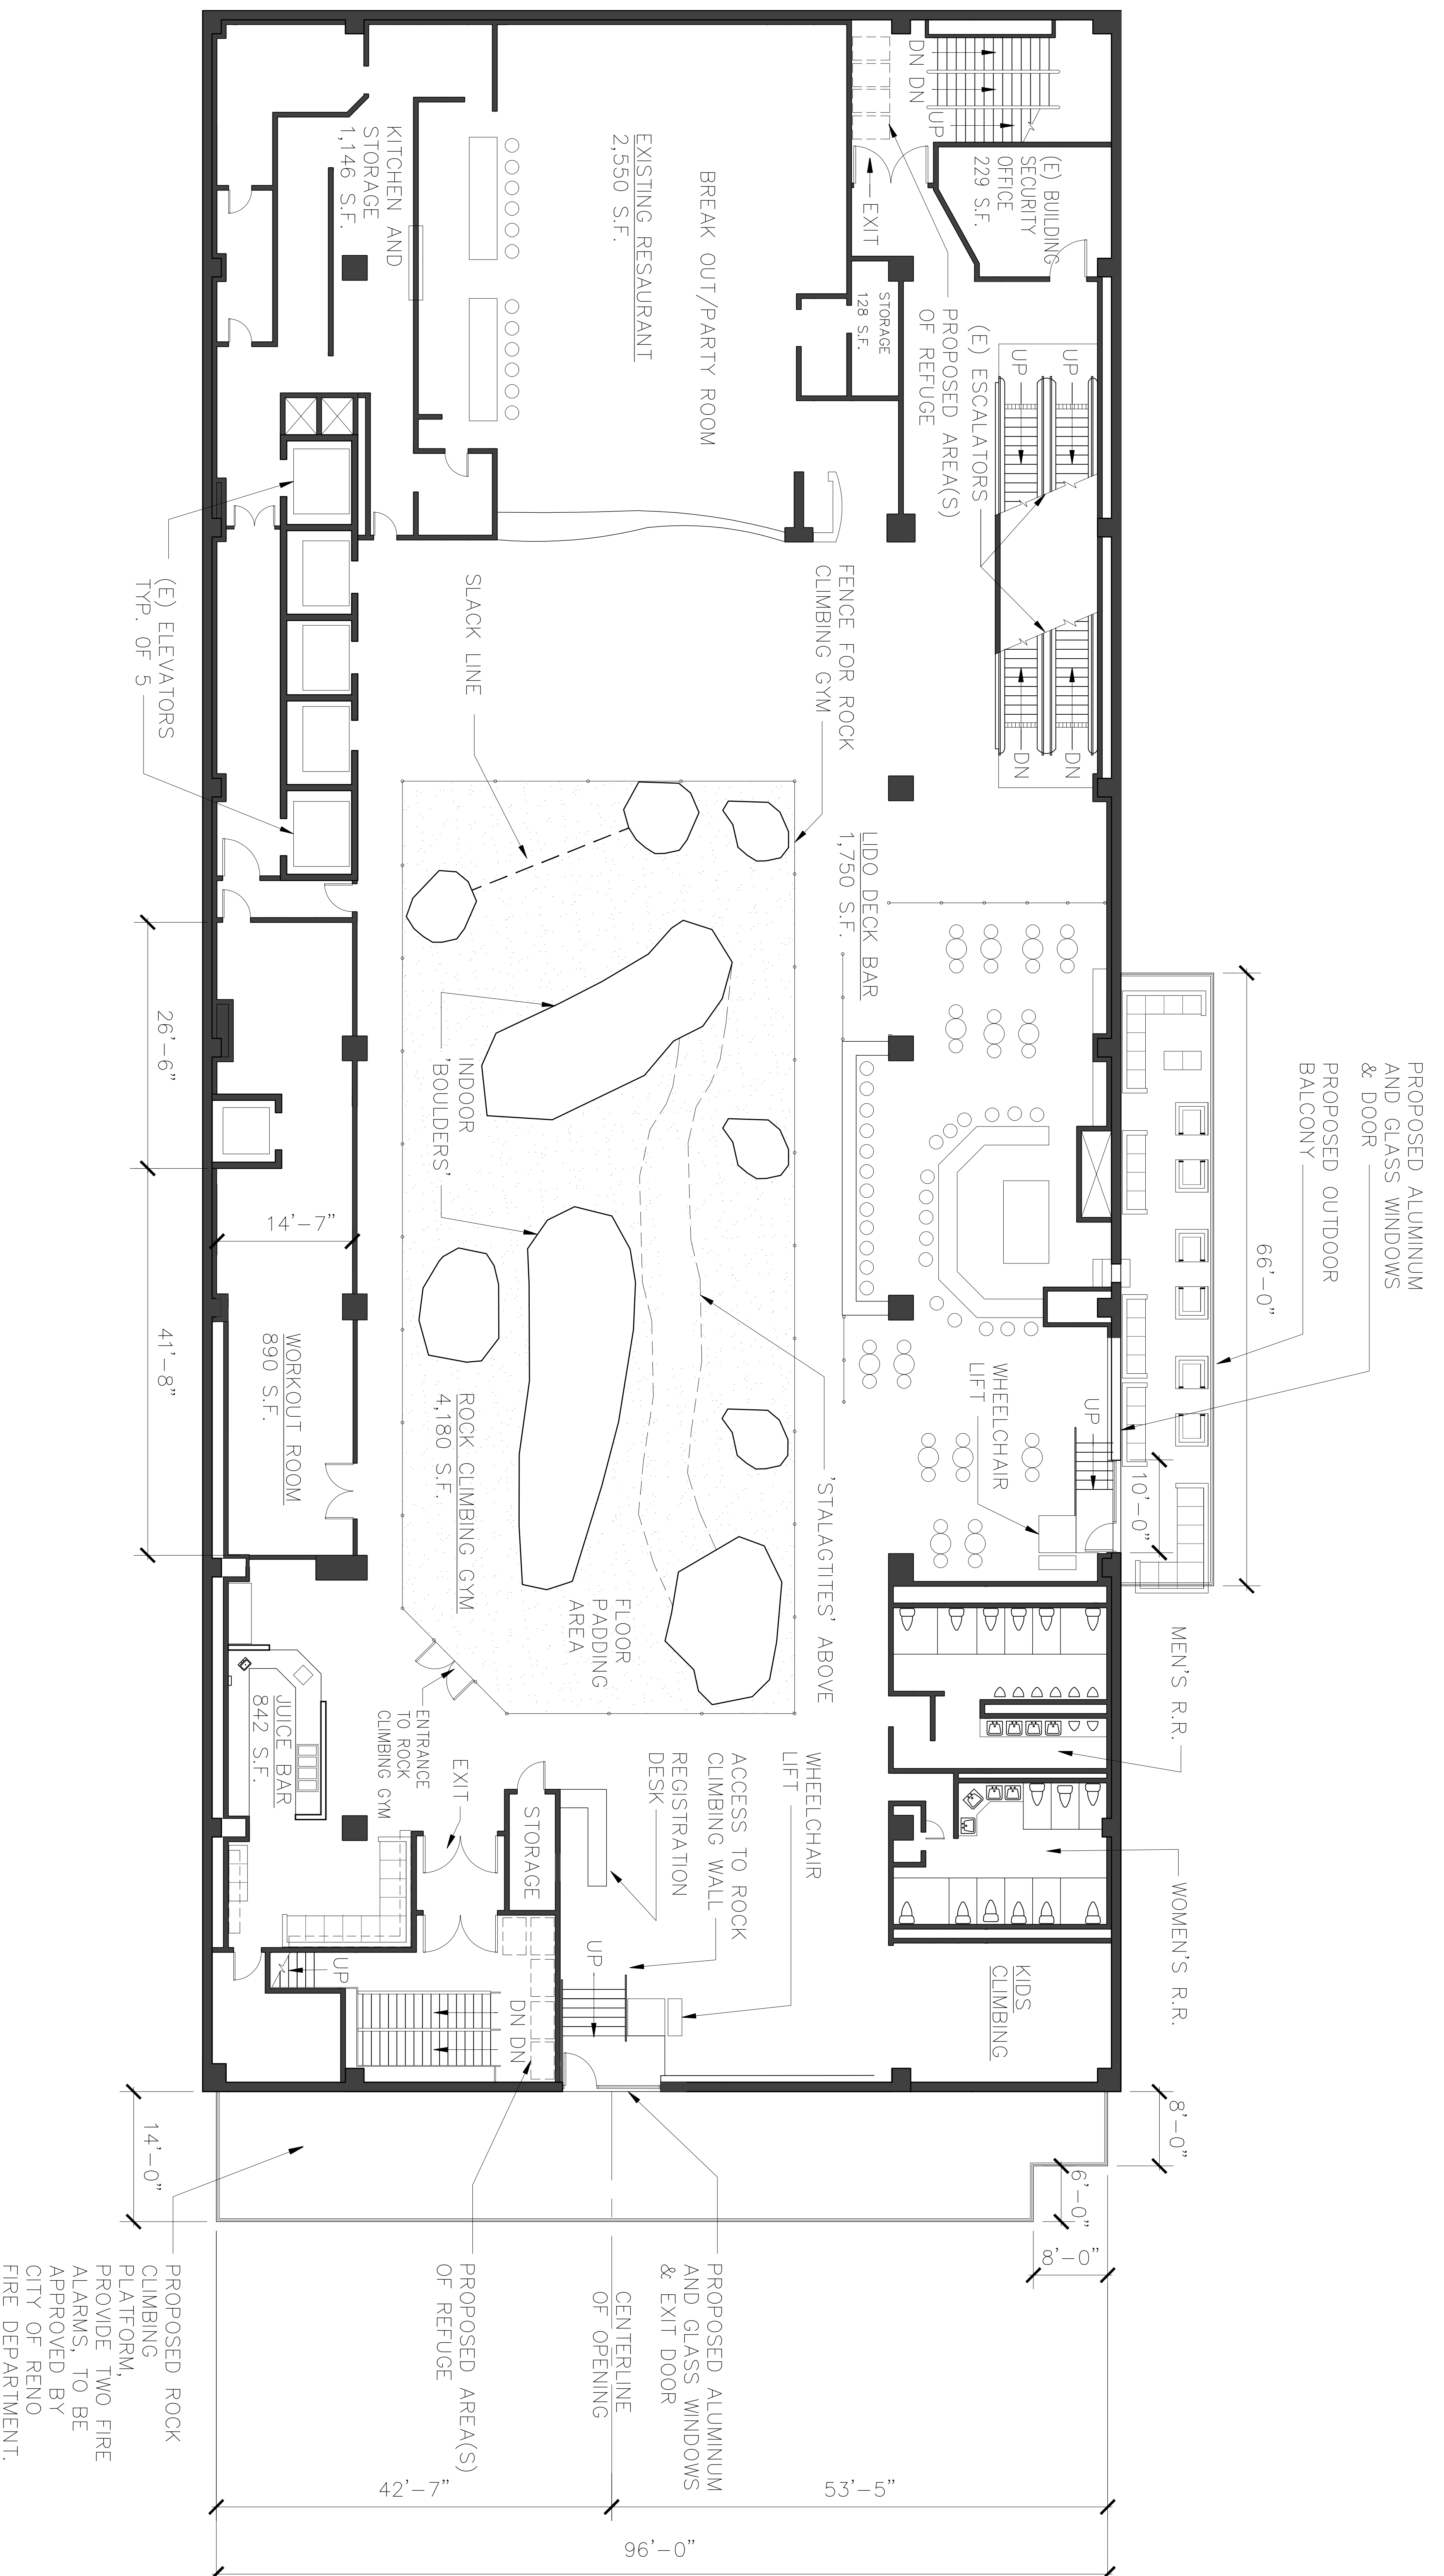 DN DN
UP
(E) BUILDING
SECURITY
OFFICE
229 S.F.
EXIT
PROPOSED AREA(S)
OF REFUGE
(E) ESCALATORS
UP
UP
DN
DN
STORAGE
128 S.F.
BREAK OUT/PARTY ROOM
EXISTING RESAURANT
2,550 S.F.
KITCHEN AND
STORAGE
1,146 S.F.
(E) ELEVATORS
TYP. OF 5
SLACK LINE
FENCE FOR ROCK
CLIMBING GYM
LIDO DECK BAR
1,750 S.F.
PROPOSED ALUMINUM
AND GLASS WINDOWS
& DOOR
PROPOSED OUTDOOR
BALCONY
66'-0"
10'-0"
UP
WHEELCHAIR
LIFT
INDOOR
'BOULDERS'
'STALAGTITES' ABOVE
ROCK CLIMBING GYM
4,180 S.F.
FLOOR
PADDING
AREA
26'-6"
14'-7"
41'-8"
WORKOUT ROOM
890 S.F.
MEN'S R.R.
WOMEN'S R.R.
KIDS
CLIMBING
WHEELCHAIR
LIFT
ACCESS TO ROCK
CLIMBING WALL
REGISTRATION
DESK
STORAGE
EXIT
ENTRANCE
TO ROCK
CLIMBING GYM
JUICE BAR
842 S.F.
UP
UP
DN DN
8'-0"
6'-0"
8'-0"
14'-0"
PROPOSED ALUMINUM
AND GLASS WINDOWS
& EXIT DOOR
CENTERLINE
OF OPENING
PROPOSED AREA(S)
OF REFUGE
PROPOSED ROCK
CLIMBING
PLATFORM,
PROVIDE TWO FIRE
ALARMS, TO BE
APPROVED BY
CITY OF RENO
FIRE DEPARTMENT.
53'-5"
42'-7"
96'-0"